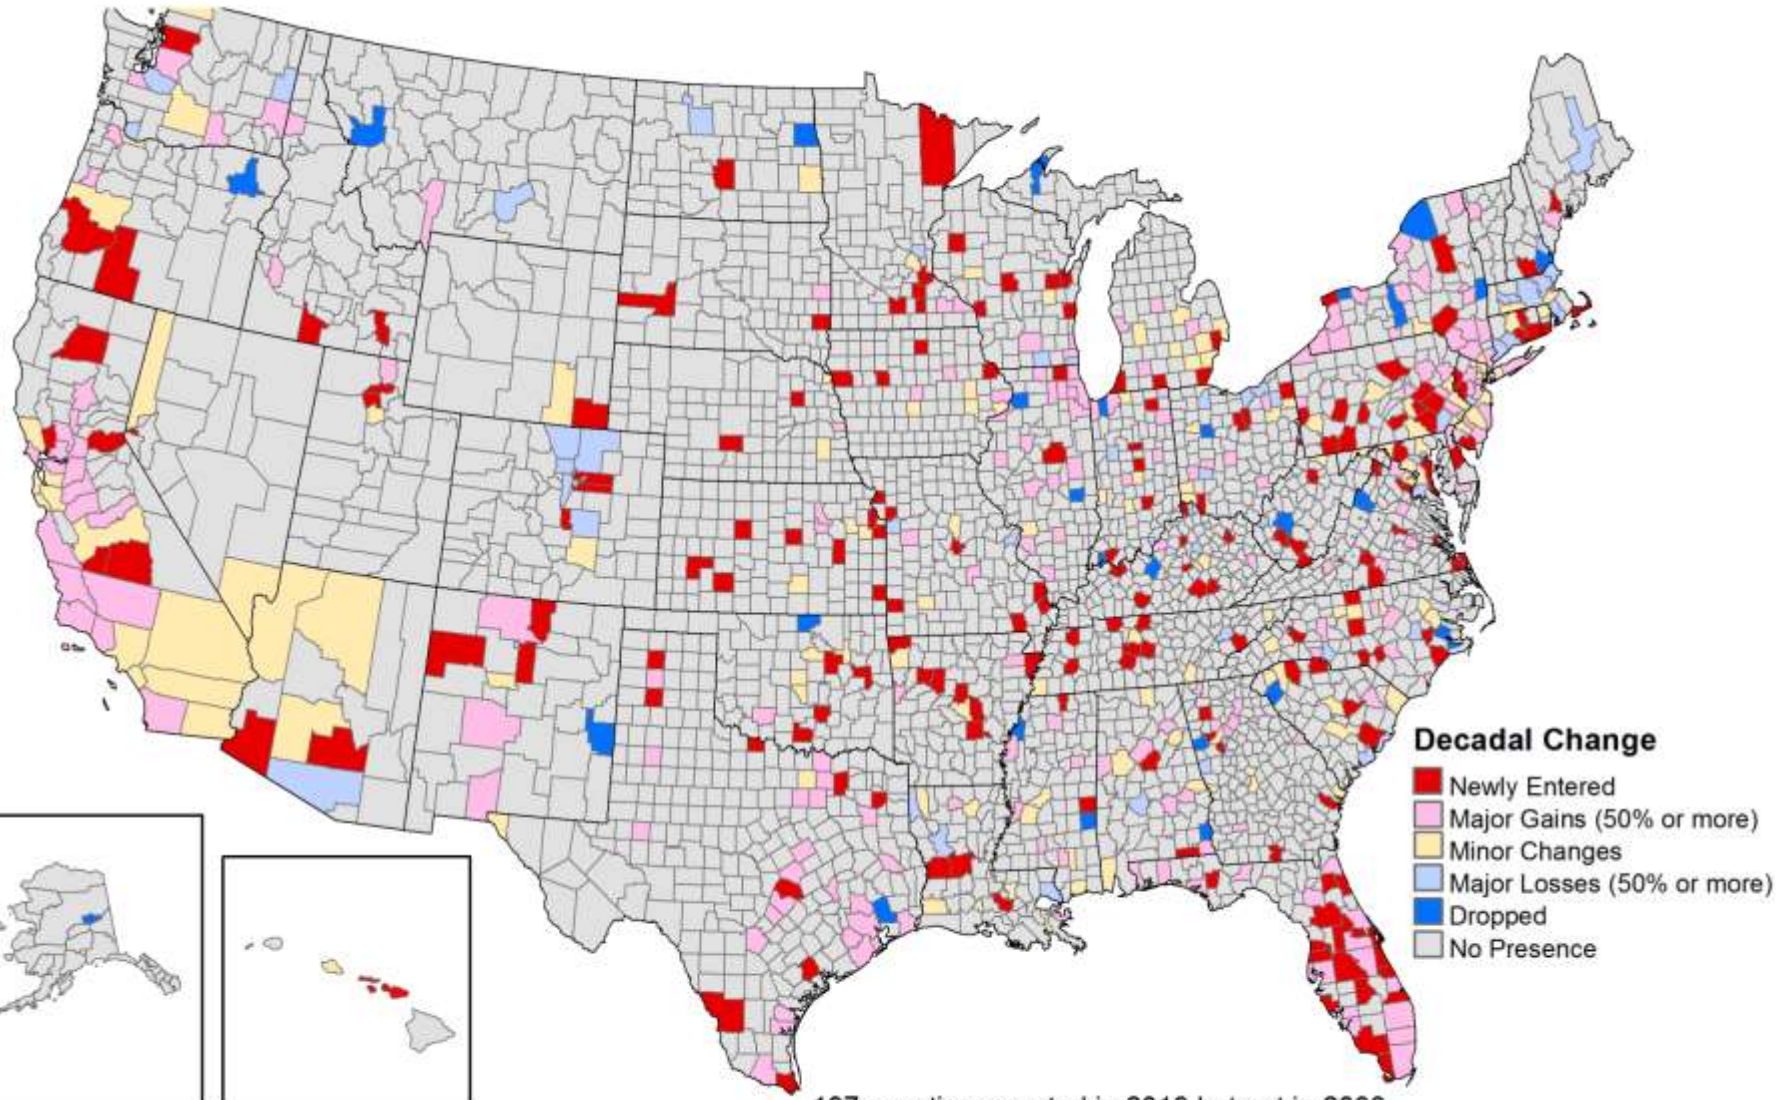 Decadal Change
Newly Entered
Major Gains (50% or more)
Minor Changes
Major Losses (50% or more)
Dropped
No Presence